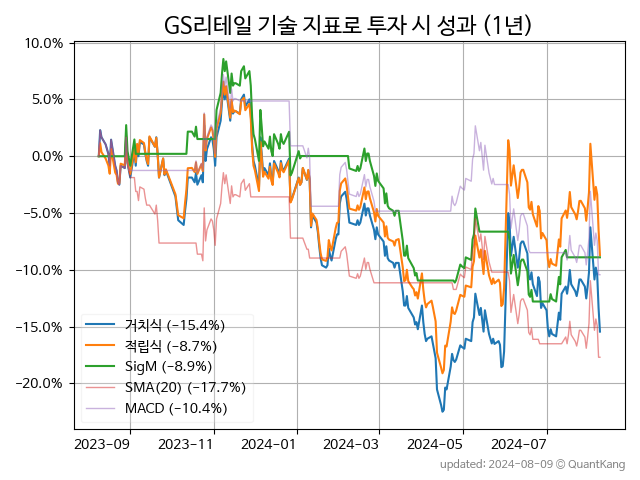 GS리테일 기술 지표로 투자 시 성과 (1년)
10.0%
5.0%
0.0%
−5.0%
−10.0%
−15.0%
−20.0%
거치식 (−15.4%)
적립식 (−8.7%)
SigM (−8.9%)
SMA(20) (−17.7%)
MACD (−10.4%)
2023−09 2023−11 2024−01 2024−03 2024−05 2024−07
updated: 2024−08−09 © QuantKang